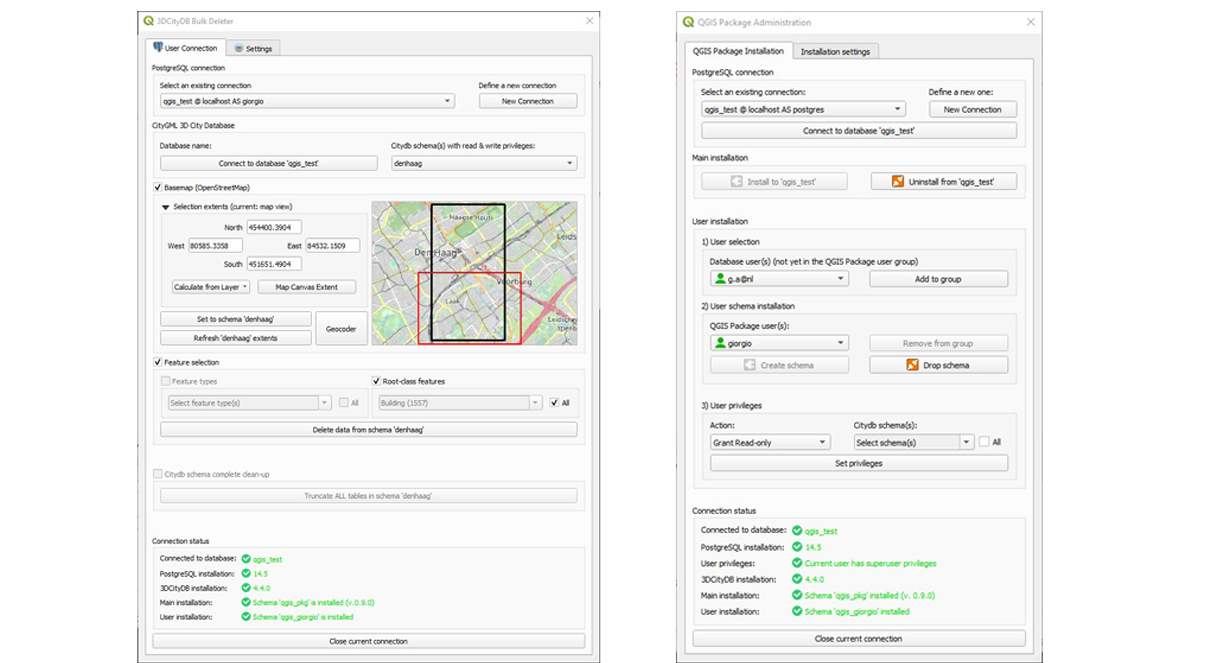 3DCityDB Bulk Deleter
User Connection
Settings
PostgreSQL connection
Select an existing connection
Define a new connection
qgis_test @ localhost AS giorgio
New Connection
CityGML 3D City Database
Database name:
Citydb schema(s) with read & write privileges:
Connect to database 'qgis_test'
denhaag
Basemap (OpenStreetMap)
Selection extents (current: map view)
North 454400.3904
West 80585.3358
East 84532.1509
South 451651.4904
Calculate from Layer
Map Canvas Extent
Set to schema 'denhaag'
Geocoder
Refresh 'denhaag' extents
Haagse Hout
Leids
Den Haag
Voorburg
Laak
Leidsche
Feature selection
Feature types
Root-class features
Select feature type(s)
All
Building (1557)
All
Delete data from schema 'denhaag'
Citydb schema complete clean-up
Truncate ALL tables in schema 'denhaag'
Connection status
Connected to database: qgis_test
PostgreSQL installation: 14.5
3DCityDB installation: 4.4.0
Main installation: Schema 'qgis_pkg' is installed (v. 0.9.0)
User installation: Schema 'qgis_giorgio' is installed
Close current connection
QGIS Package Administration
QGIS Package Installation
Installation settings
PostgreSQL connection
Select an existing connection:
Define a new one:
qgis_test @ localhost AS postgres
New Connection
Connect to database 'qgis_test'
Main installation
Install to 'qgis_test'
Uninstall from 'qgis_test'
User installation
1) User selection
Database user(s) (not yet in the QGIS Package user group)
g.a@nl
Add to group
2) User schema installation
QGIS Package user(s):
giorgio
Remove from group
Create schema
Drop schema
3) User privileges
Action:
Citydb schema(s):
Grant Read-only
Select schema(s)
All
Set privileges
Connection status
Connected to database: qgis_test
PostgreSQL installation: 14.5
User privileges: Current user has superuser privileges
3DCityDB installation: 4.4.0
Main installation: Schema 'qgis_pkg' installed (v. 0.9.0)
User installation: Schema 'qgis_giorgio' installed
Close current connection